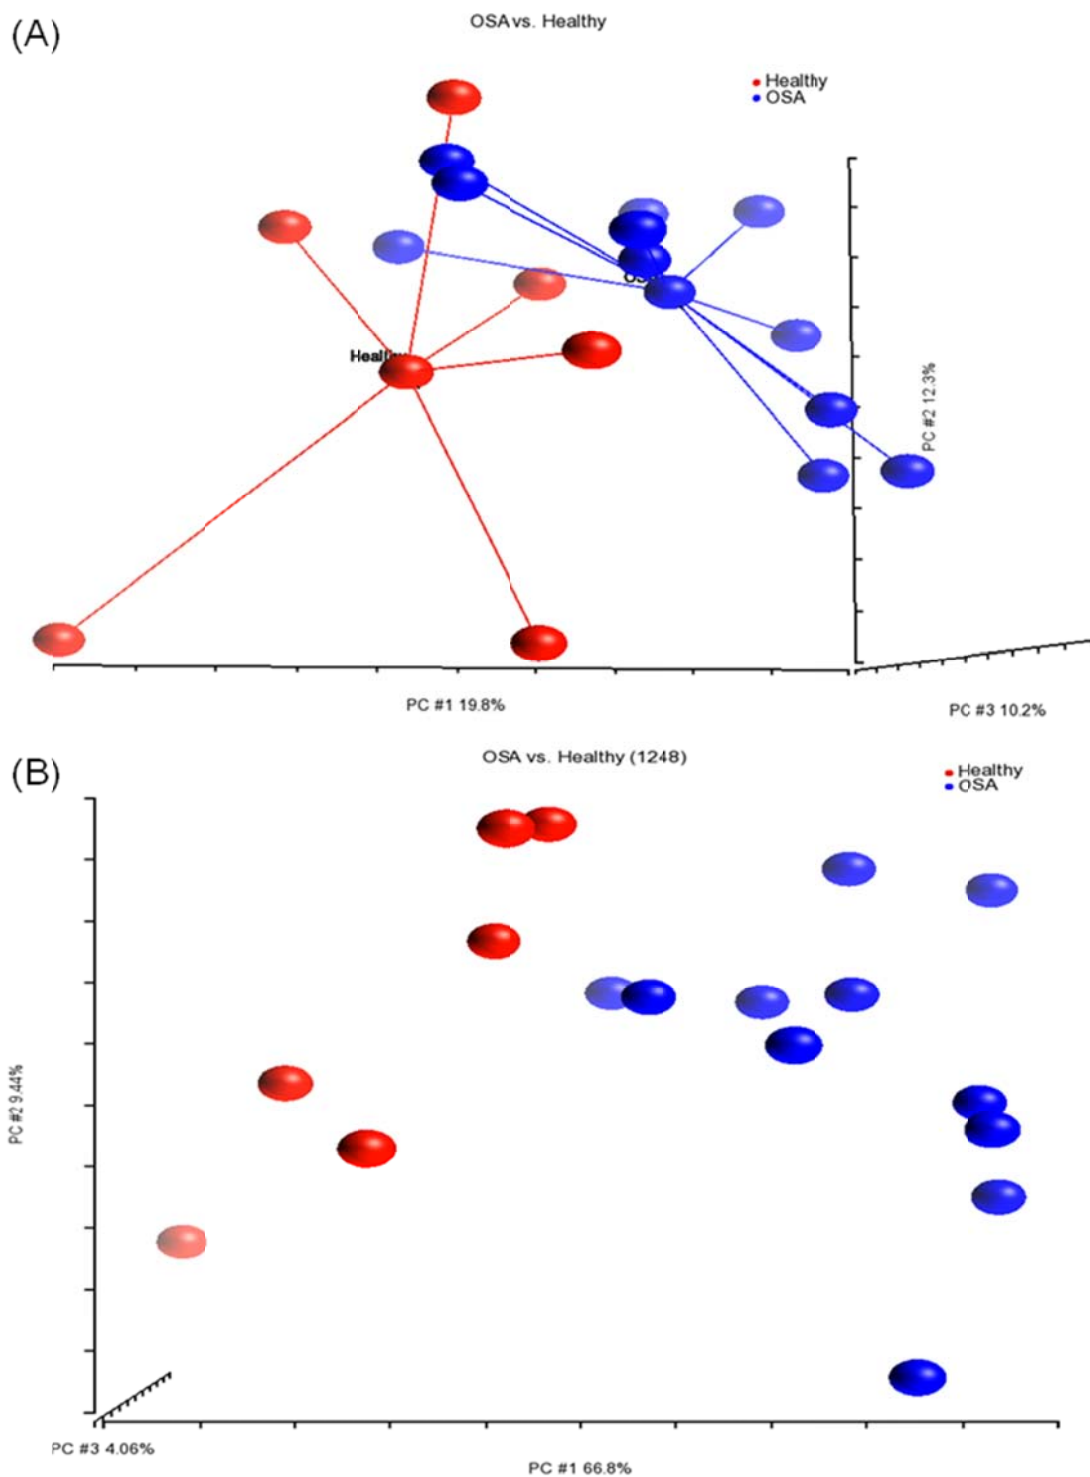 (A)
OSA vs. Healthy
Healthy
OSA
Healthy
PC #2 12.3%
PC #1 19.8%
PC #3 10.2%
(B)
OSA vs. Healthy (1248)
Healthy
OSA
PC #2 9.44%
PC #3 4.06%
PC #1 66.8%